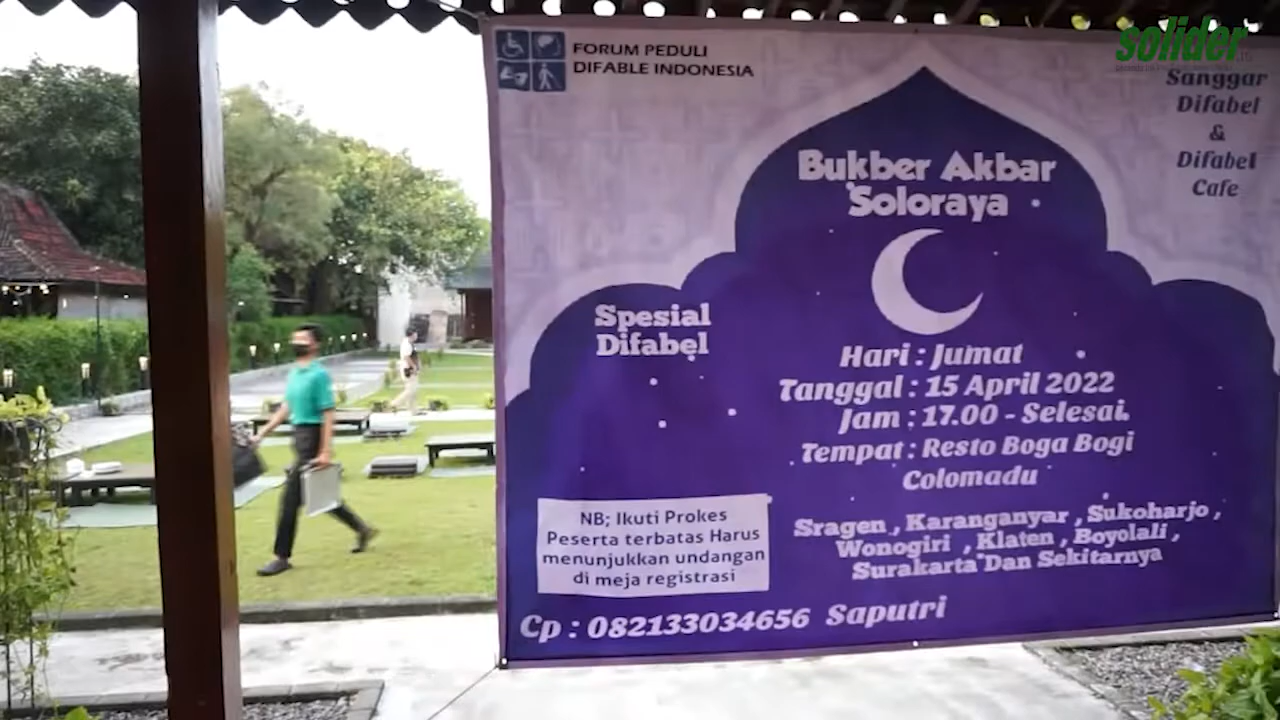 solider
FORUM PEDULI
DIFABLE INDONESIA
Sanggar
Difabel
&
Difabel
Cafe
Bukber Akbar
Soloraya
Spesial
Difabel
Hari : Jumat
Tanggal : 15 April 2022
Jam : 17.00 - Selesai.
Tempat : Resto Boga Bogi
Colomadu
NB; Ikuti Prokes
Peserta terbatas Harus
menunjukkan undangan
di meja registrasi
Sragen , Karanganyar , Sukoharjo ,
Wonogiri , Klaten , Boyolali ,
Surakarta Dan Sekitarnya
Cp : 082133034656 Saputri